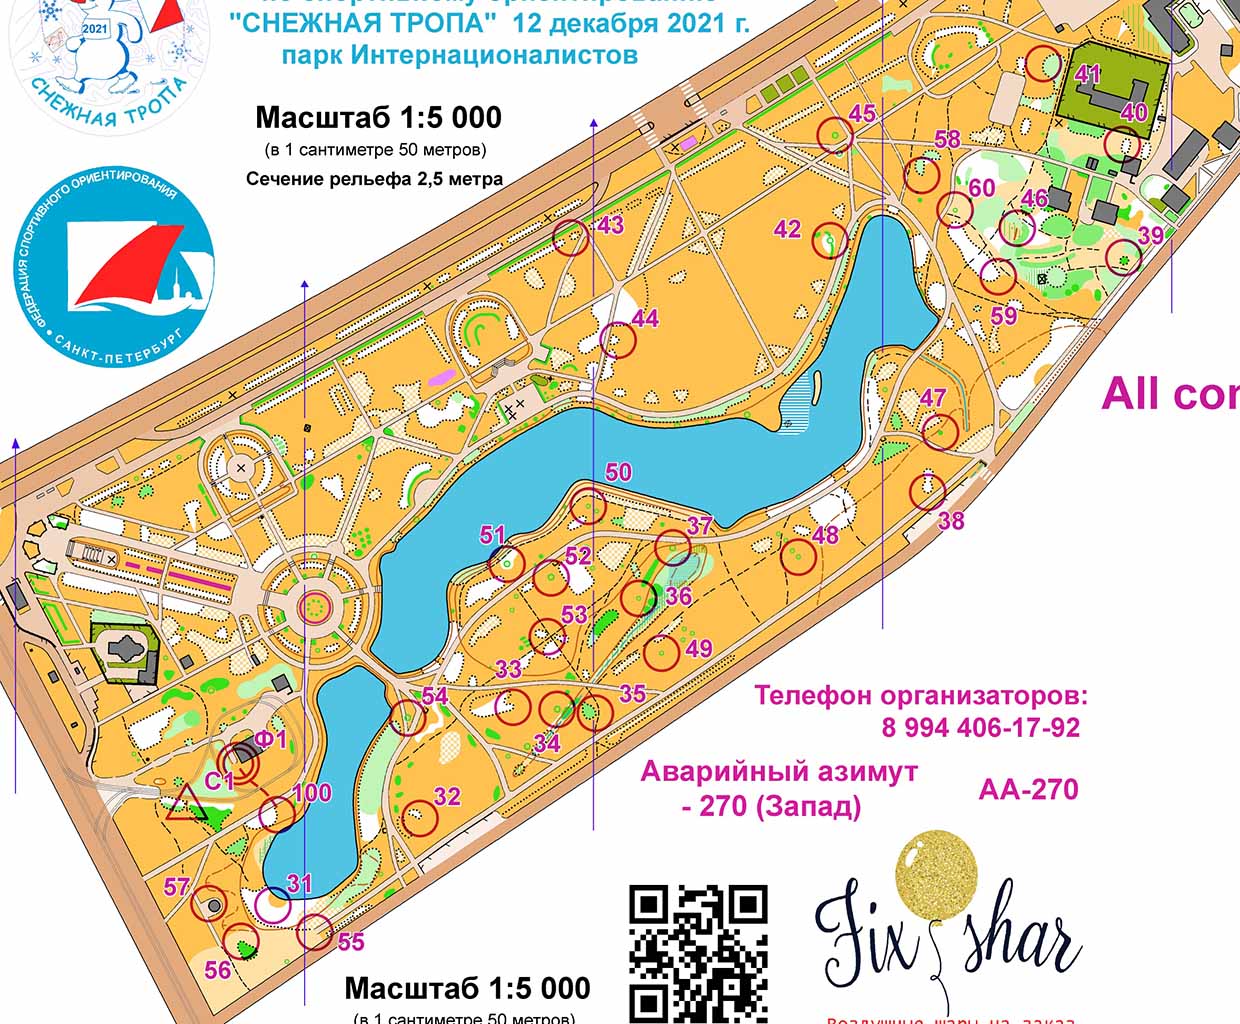 по спортивному ориентированию
"СНЕЖНАЯ ТРОПА" 12 декабря 2021 г.
парк Интернационалистов
2021
СНЕЖНАЯ ТРОПА
Масштаб 1:5 000
(в 1 сантиметре 50 метров)
Сечение рельефа 2,5 метра
ФЕДЕРАЦИЯ СПОРТИВНОГО ОРИЕНТИРОВАНИЯ
• САНКТ-ПЕТЕРБУРГ
41
40
45
58
60
46
43
42
39
44
59
All con
47
50
38
51
37
48
52
36
53
49
33
35
54
34
Телефон организаторов:
8 994 406-17-92
Ф1
С1
Аварийный азимут
- 270 (Запад)
АА-270
100
32
57
31
55
56
Fix shar
Масштаб 1:5 000
(в 1 сантиметре 50 метров)
Воздушные шары на заказ